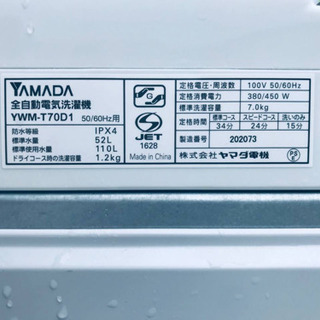 YAMADA
全自動電気洗濯機
YWM-T70D1 50/60Hz用
防水等級 IPX4
標準水量 52L
標準使用水量 110L
ドライコース時の洗濯容量 1.2kg
S
JET
1628
Made in China
定格電圧・周波数 100V 50/60Hz
定格消費電力 380/450 W
標準洗濯容量 7.0kg
定格時間 標準コース スピードコース 洗いのみ
34分 24分 15分
製造番号 202073
株式会社 ヤマダ電機
PSE